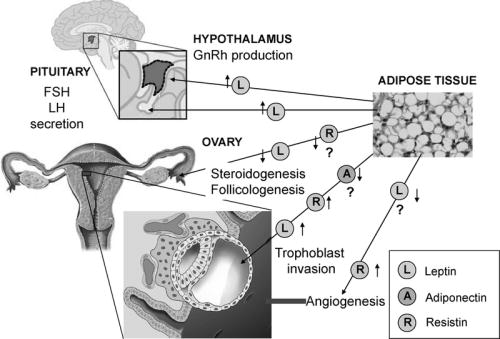 HYPOTHALAMUS
GnRh production
L
L
PITUITARY
FSH
LH
secretion
ADIPOSE TISSUE
OVARY
L
R
?
Steroidogenesis
Follicologenesis
A
?
R
L
L
?
Trophoblast
invasion
R
Angiogenesis
L Leptin
A Adiponectin
R Resistin